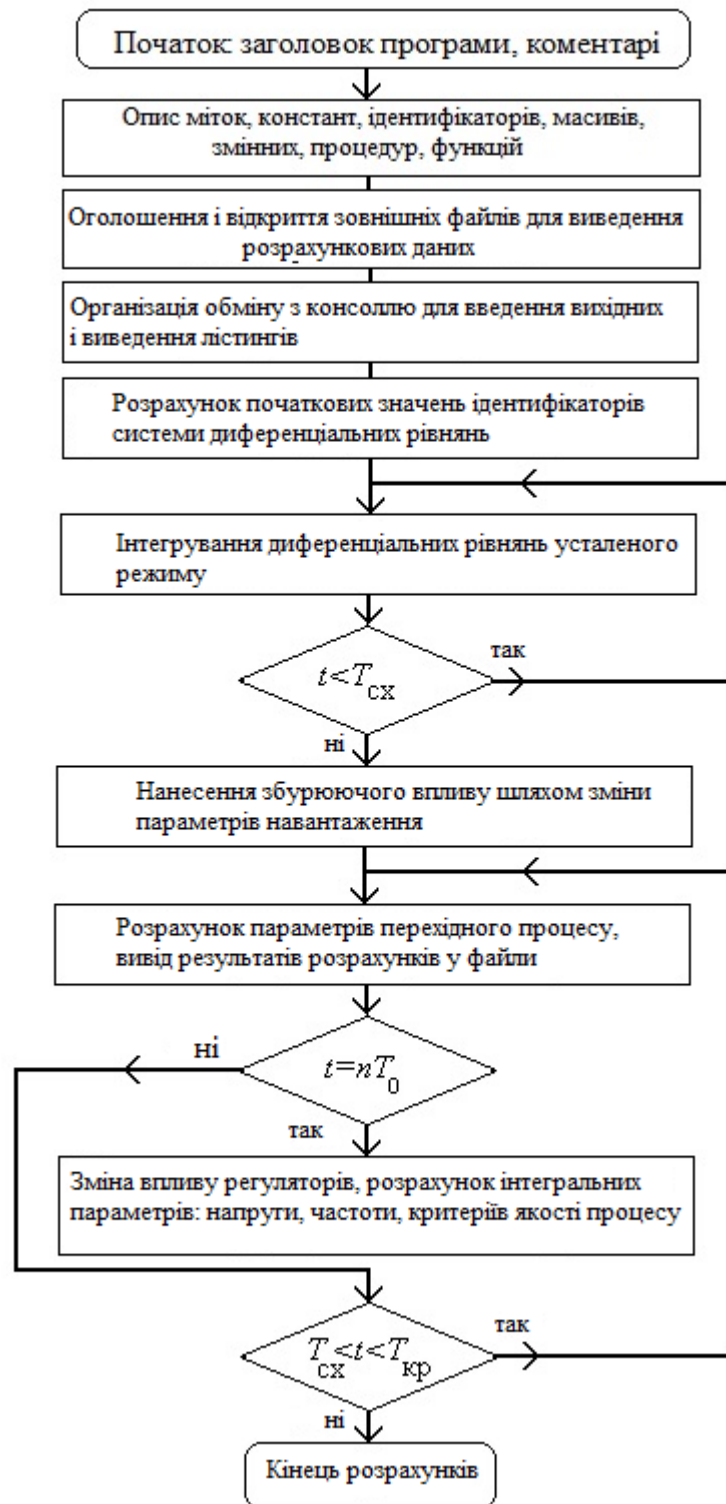 Початок: заголовок програми, коментарі
Опис міток, констант, ідентифікаторів, масивів,
змінних, процедур, функцій
Оголошення і відкриття зовнішніх файлів для виведення
розрахункових даних
Організація обміну з консоллю для введення вихідних
і виведення лістингів
Розрахунок початкових значень ідентифікаторів
системи диференціальних рівнянь
Інтегрування диференціальних рівнянь усталеного
режиму
t<Tсх
так
ні
Нанесення збурюючого впливу шляхом зміни
параметрів навантаження
Розрахунок параметрів перехідного процесу,
вивід результатів розрахунків у файли
ні
t=nT0
так
Зміна впливу регуляторів, розрахунок інтегральних
параметрів: напруги, частоти, критеріїв якості процесу
Tсх<t<Tкр
так
ні
Кінець розрахунків